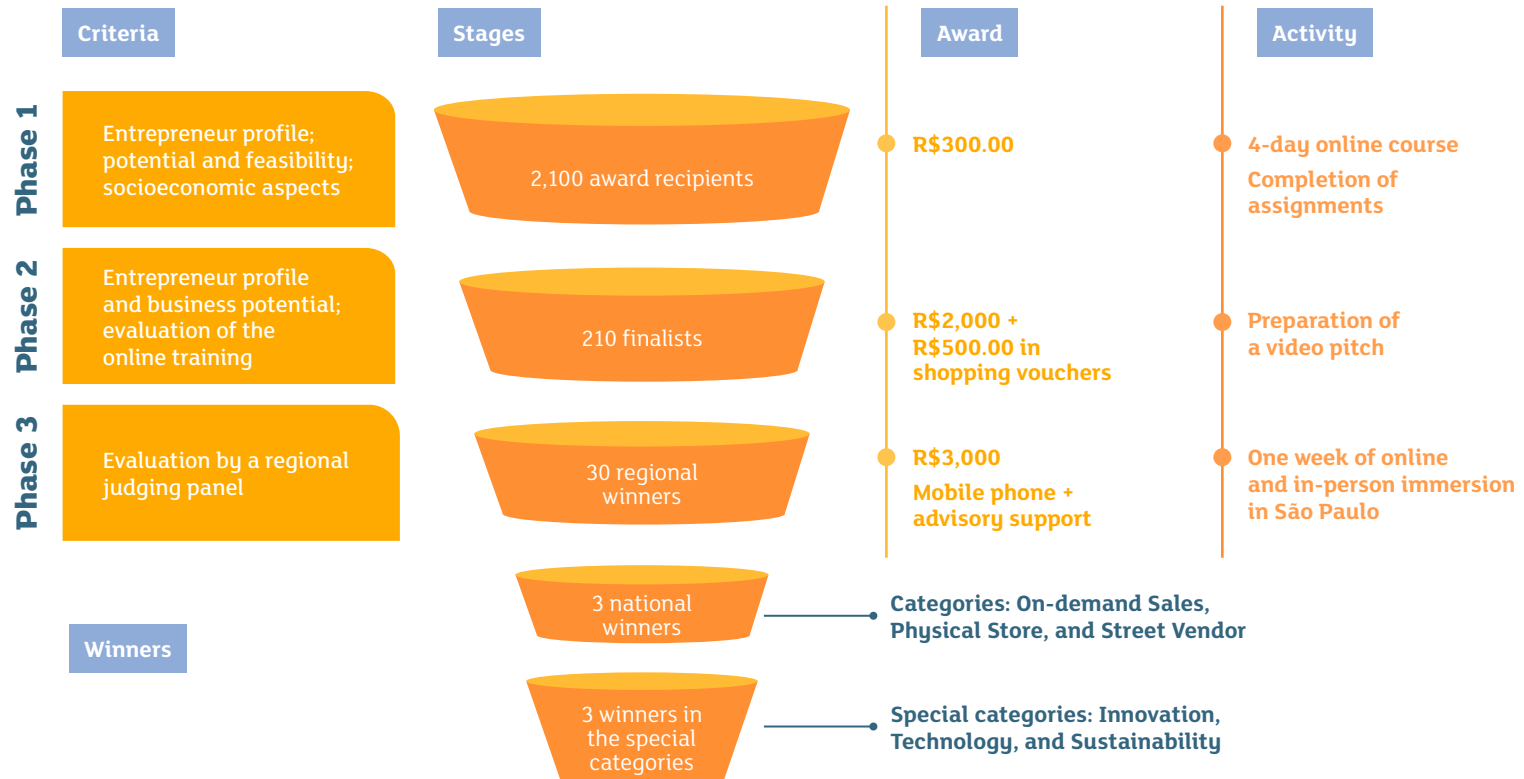 Criteria
Stages
Award
Activity
Phase 1
Entrepreneur profile;
potential and feasibility;
socioeconomic aspects
2,100 award recipients
R$300.00
4-day online course
Completion of
assignments
Phase 2
Entrepreneur profile
and business potential;
evaluation of the
online training
210 finalists
R$2,000 +
R$500.00 in
shopping vouchers
Preparation of
a video pitch
Phase 3
Evaluation by a regional
judging panel
30 regional
winners
R$3,000
Mobile phone +
advisory support
One week of online
and in-person immersion
in São Paulo
Winners
3 national
winners
Categories: On-demand Sales,
Physical Store, and Street Vendor
3 winners in
the special
categories
Special categories: Innovation,
Technology, and Sustainability